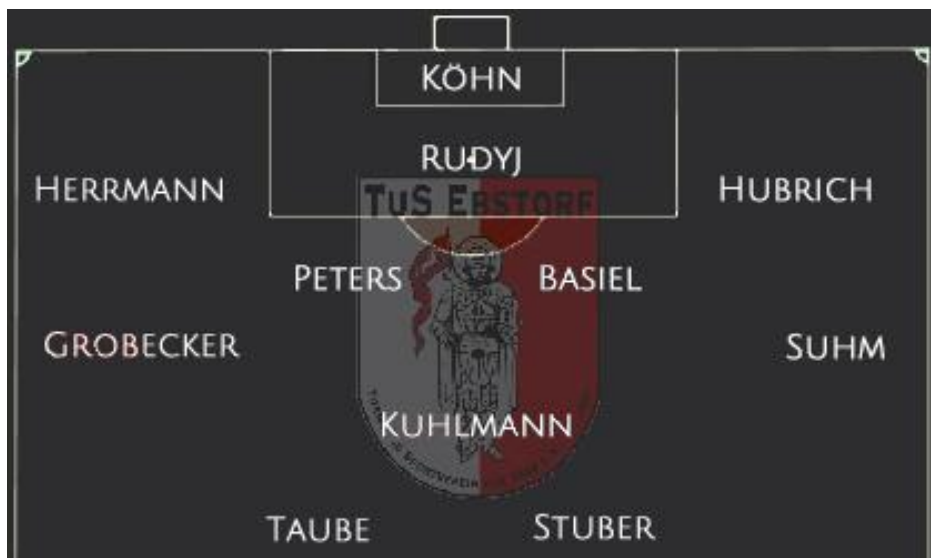 KÖHN
RUDYJ
HERRMANN HUBRICH
TUS EBSTORF
PETERS BASIEL
GROBECKER SUHM
KUHLMANN
TAUBE STUBER